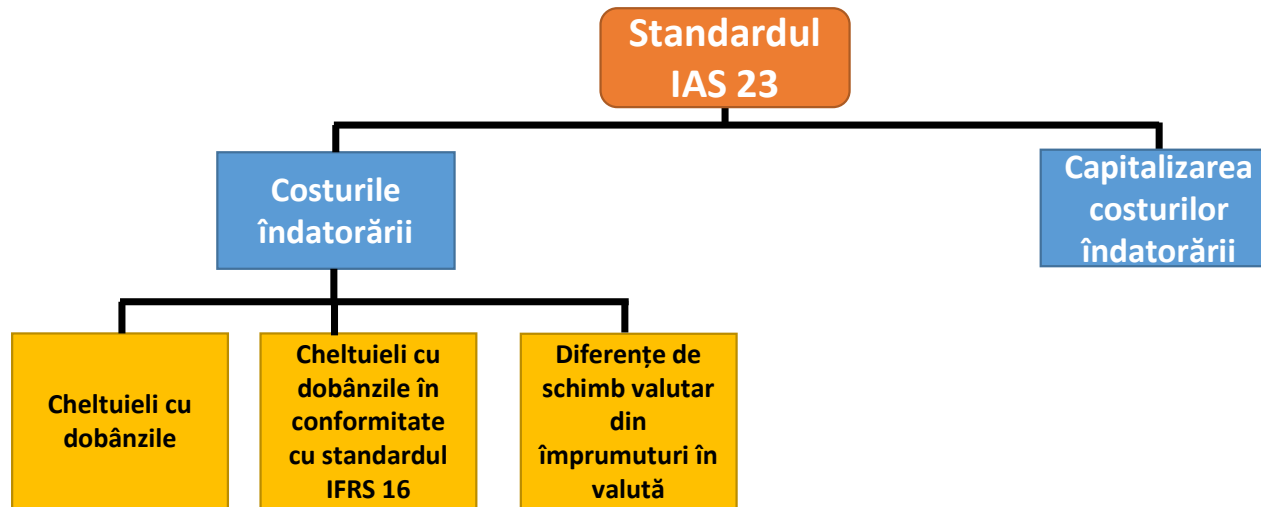 Standardul
IAS 23
Costurile
îndatorării
Capitalizarea
costurilor
îndatorării
Cheltuieli cu
dobânzile
Cheltuieli cu
dobânzile în
conformitate
cu standardul
IFRS 16
Diferențe de
schimb valutar
din
împrumuturi în
valută